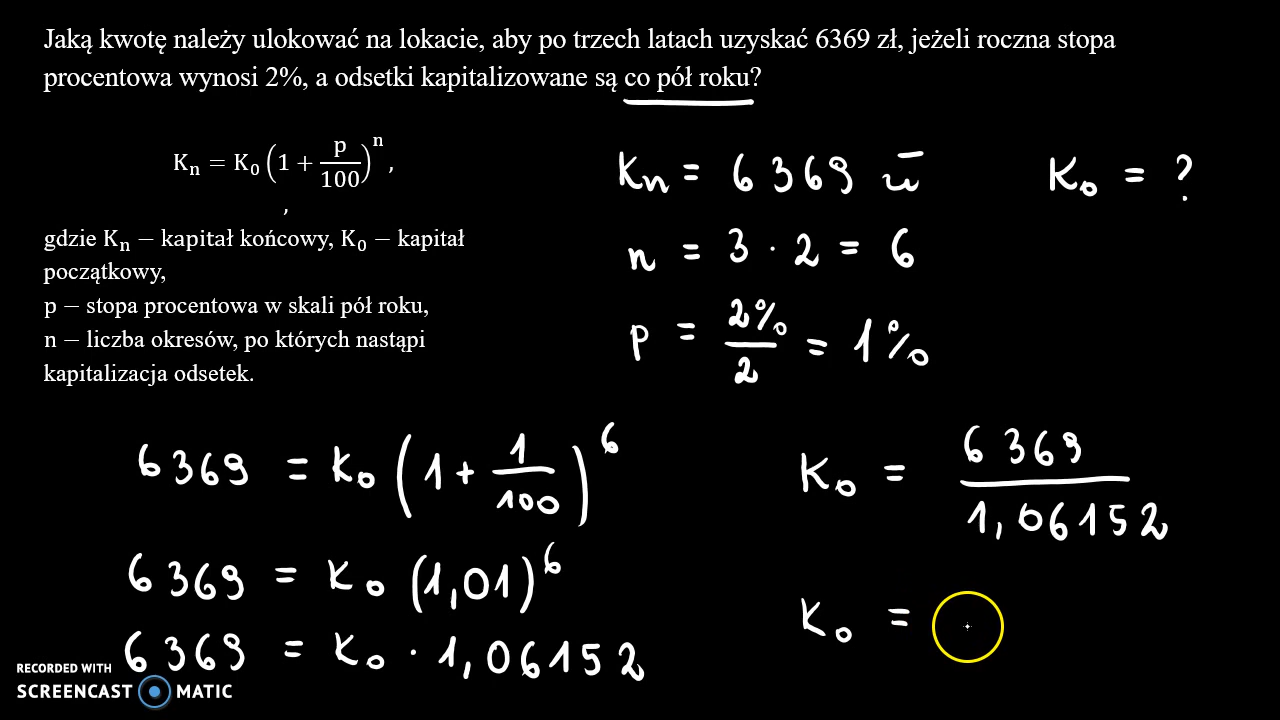 Jaką kwotę należy ulokować na lokacie, aby po trzech latach uzyskać 6369 zł, jeżeli roczna stopa
procentowa wynosi 2%, a odsetki kapitalizowane są co pół roku?
Kₙ = K₀ (1 + p/100)ⁿ ,
,
gdzie Kₙ − kapitał końcowy, K₀ − kapitał
początkowy,
p − stopa procentowa w skali pół roku,
n − liczba okresów, po których nastąpi
kapitalizacja odsetek.
Kn = 6369 zł
K₀ = ?
n = 3 · 2 = 6
p = 2%/2 = 1%
6369 = K₀ (1 + 1/100)⁶
6369 = K₀ (1,01)⁶
6369 = K₀ · 1,06152
K₀ = 6369/1,06152
K₀ =
RECORDED WITH
SCREENCAST MATIC